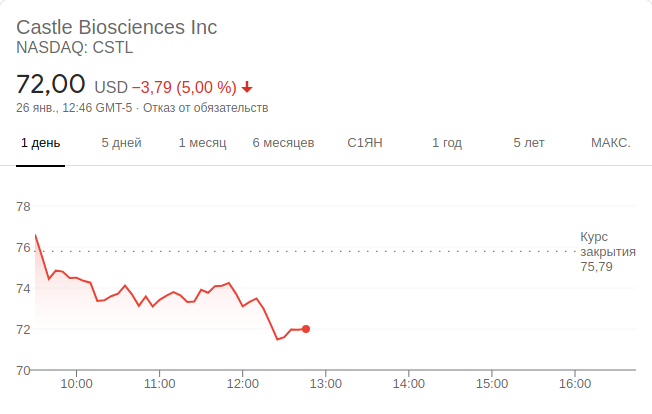 Castle Biosciences Inc
NASDAQ: CSTL
72,00 USD −3,79 (5,00 %)
26 янв., 12:46 GMT-5 · Отказ от обязательств
1 день 5 дней 1 месяц 6 месяцев С1ЯН 1 год 5 лет МАКС.
78
76
74
72
70
Курс
закрытия
75,79
10:00 11:00 12:00 13:00 14:00 15:00 16:00